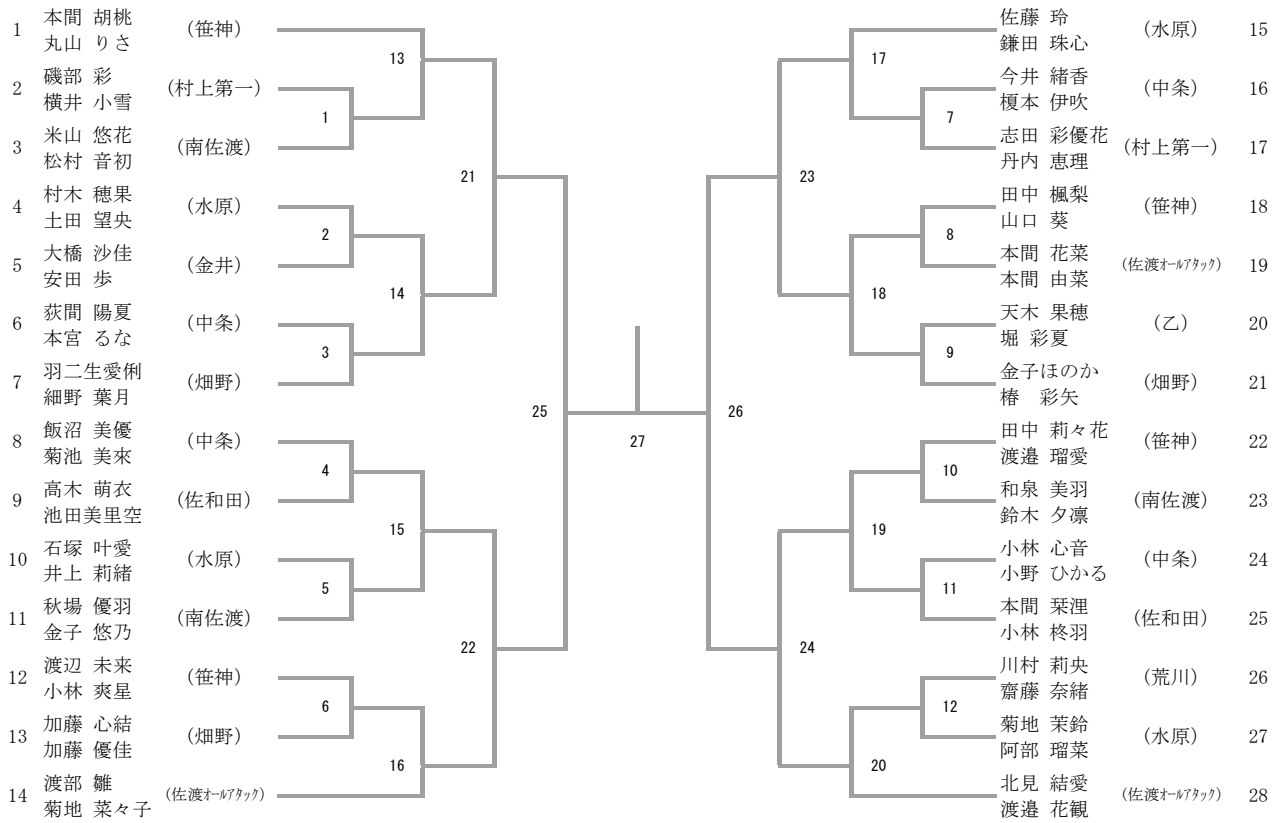 1 本間 胡桃 丸山 りさ (笹神)
2 磯部 彩 横井 小雪 (村上第一)
3 米山 悠花 松村 音初 (南佐渡)
4 村木 穂果 土田 望央 (水原)
5 大橋 沙佳 安田 歩 (金井)
6 荻間 陽夏 本宮 るな (中条)
7 羽二生愛俐 細野 葉月 (畑野)
8 飯沼 美優 菊池 美來 (中条)
9 高木 萌衣 池田美里空 (佐和田)
10 石塚 叶愛 井上 莉緒 (水原)
11 秋場 優羽 金子 悠乃 (南佐渡)
12 渡辺 未来 小林 爽星 (笹神)
13 加藤 心結 加藤 優佳 (畑野)
14 渡部 雛 菊地 菜々子 (佐渡オールアタック)
13
1
21
2
14
3
25
4
15
5
22
6
16
27
17
7
23
8
18
9
26
10
19
11
24
12
20
佐藤 玲 鎌田 珠心 (水原) 15
今井 緒香 榎本 伊吹 (中条) 16
志田 彩優花 丹内 恵理 (村上第一) 17
田中 楓梨 山口 葵 (笹神) 18
本間 花菜 本間 由菜 (佐渡オールアタック) 19
天木 果穂 堀 彩夏 (乙) 20
金子ほのか 椿 彩矢 (畑野) 21
田中 莉々花 渡邉 瑠愛 (笹神) 22
和泉 美羽 鈴木 夕凛 (南佐渡) 23
小林 心音 小野 ひかる (中条) 24
本間 栞浬 小林 柊羽 (佐和田) 25
川村 莉央 齋藤 奈緒 (荒川) 26
菊地 茉鈴 阿部 瑠菜 (水原) 27
北見 結愛 渡邉 花観 (佐渡オールアタック) 28